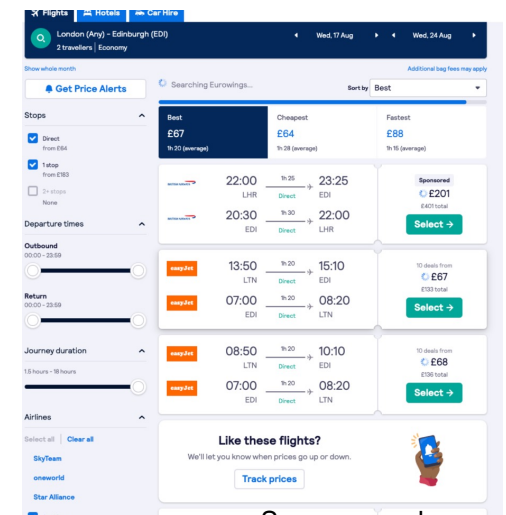 Flights
Hotels
Car Hire
London (Any) - Edinburgh (EDI)
2 travellers | Economy
Wed, 17 Aug
Wed, 24 Aug
Show whole month
Additional bag fees may apply
Get Price Alerts
Searching Eurowings...
Sort by
Best
Stops
Direct
from £64
1 stop
from £183
2+ stops
None
Departure times
Outbound
00:00 - 23:59
Return
00:00 - 23:59
Journey duration
1.5 hours - 18 hours
Airlines
Select all
Clear all
SkyTeam
oneworld
Star Alliance
Best
£67
1h 20 (average)
Cheapest
£64
1h 28 (average)
Fastest
£88
1h 15 (average)
BRITISH AIRWAYS
22:00
LHR
1h 25
Direct
23:25
EDI
BRITISH AIRWAYS
20:30
EDI
1h 30
Direct
22:00
LHR
Sponsored
£201
£401 total
Select →
easyJet
13:50
LTN
1h 20
Direct
15:10
EDI
easyJet
07:00
EDI
1h 20
Direct
08:20
LTN
10 deals from
£67
£133 total
Select →
easyJet
08:50
LTN
1h 20
Direct
10:10
EDI
easyJet
07:00
EDI
1h 20
Direct
08:20
LTN
10 deals from
£68
£136 total
Select →
Like these flights?
We'll let you know when prices go up or down.
Track prices